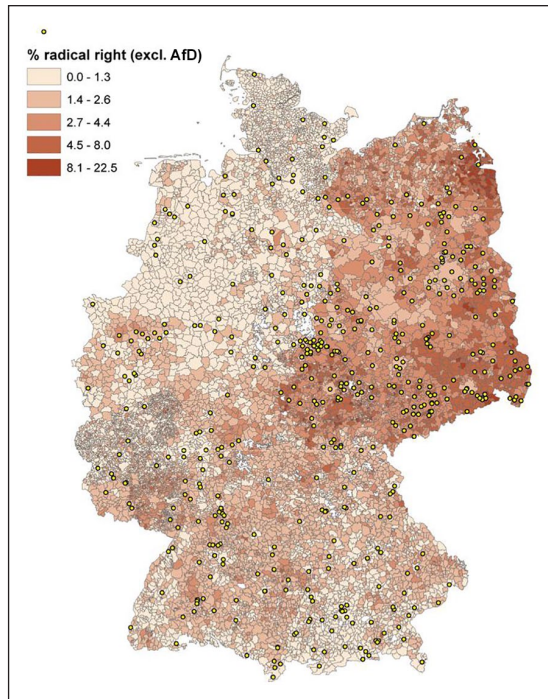 % radical right (excl. AfD)
0.0 - 1.3
1.4 - 2.6
2.7 - 4.4
4.5 - 8.0
8.1 - 22.5